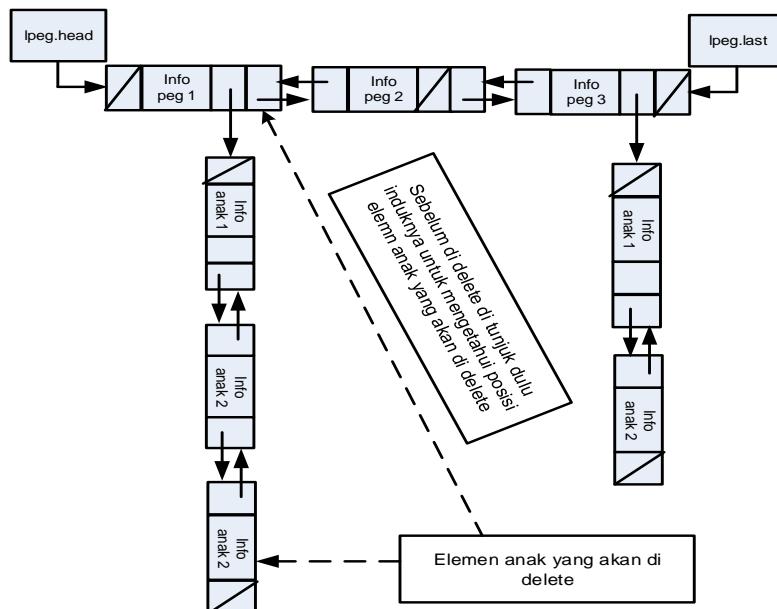 lpeg.head
lpeg.last
Info
peg 1
Info
peg 2
Info
peg 3
Info
anak 1
Info
anak 2
Info
anak 2
Info
anak 1
Info
anak 2
Sebelum di delete di tunjuk dulu
induknya untuk mengetahui posisi
elemn anak yang akan di delete
Elemen anak yang akan di
delete